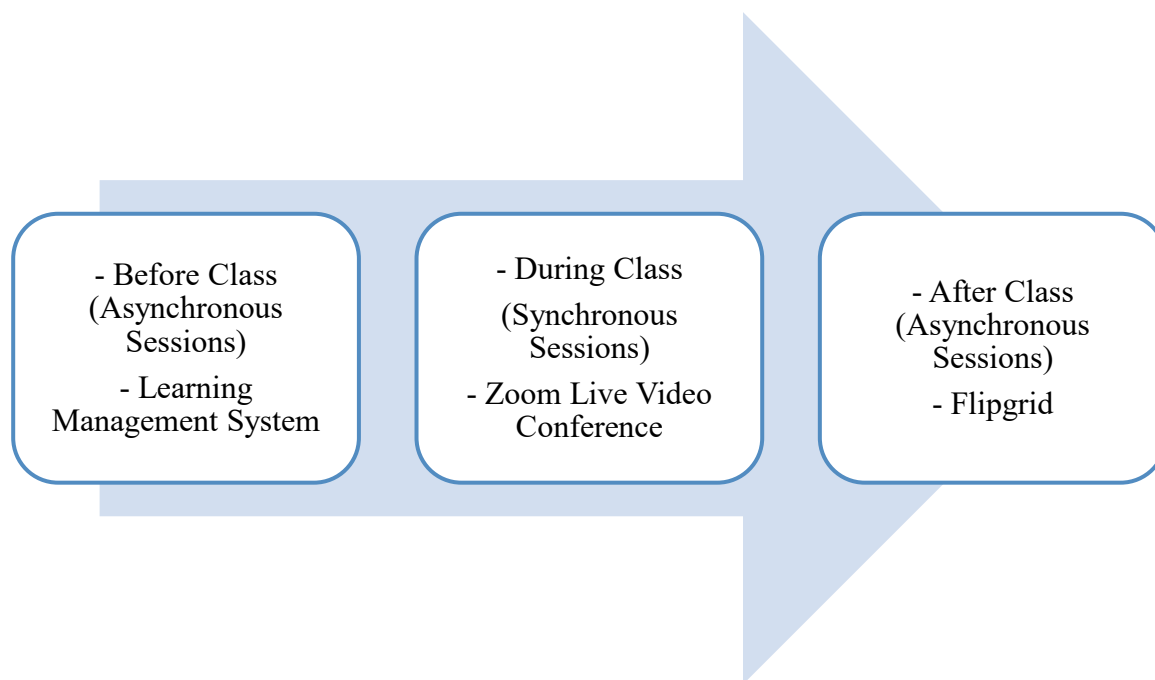 - Before Class
(Asynchronous
Sessions)
- Learning
Management System
- During Class
(Synchronous
Sessions)
- Zoom Live Video
Conference
- After Class
(Asynchronous
Sessions)
- Flipgrid